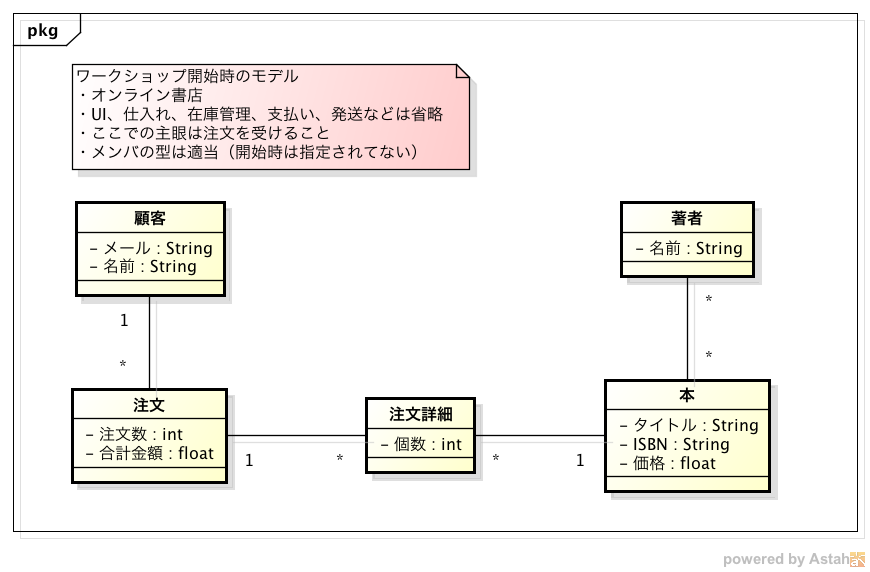 pkg
ワークショップ開始時のモデル
・オンライン書店
・UI、仕入れ、在庫管理、支払い、発送などは省略
・ここでの主眼は注文を受けること
・メンバの型は適当（開始時は指定されてない）
顧客
- メール : String
- 名前 : String
著者
- 名前 : String
1
*
*
*
注文
- 注文数 : int
- 合計金額 : float
注文詳細
- 個数 : int
本
- タイトル : String
- ISBN : String
- 価格 : float
1
*
*
1
powered by Astah